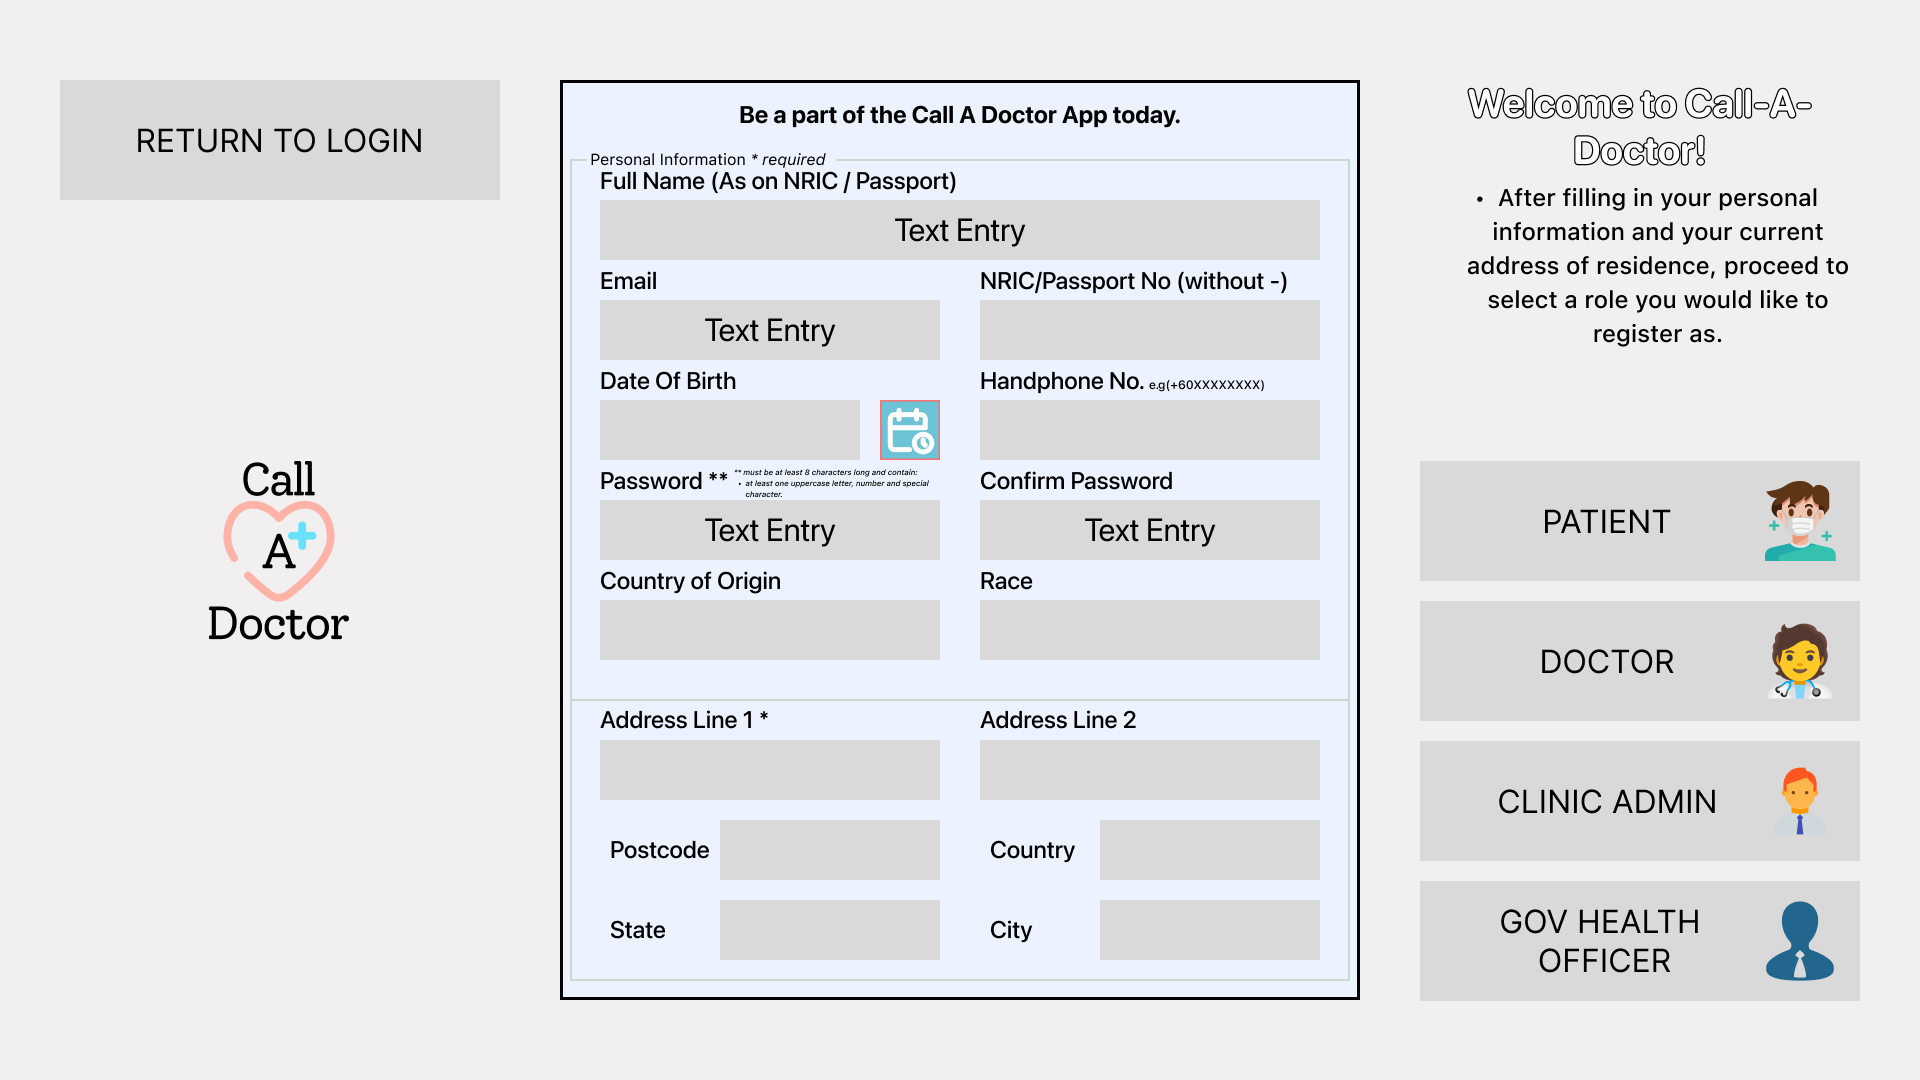 RETURN TO LOGIN
Call
A
Doctor
Be a part of the Call A Doctor App today.
Personal Information * required
Full Name (As on NRIC / Passport)
Text Entry
Email
NRIC/Passport No (without -)
Text Entry
Date Of Birth
Handphone No. e.g(+60XXXXXXXX)
Password ** ** must be at least 8 characters long and contain:
• at least one uppercase letter, number and special
character.
Confirm Password
Text Entry
Text Entry
Country of Origin
Race
Address Line 1 *
Address Line 2
Postcode
Country
State
City
Welcome to Call-A-
Doctor!
• After filling in your personal
information and your current
address of residence, proceed to
select a role you would like to
register as.
PATIENT
DOCTOR
CLINIC ADMIN
GOV HEALTH
OFFICER